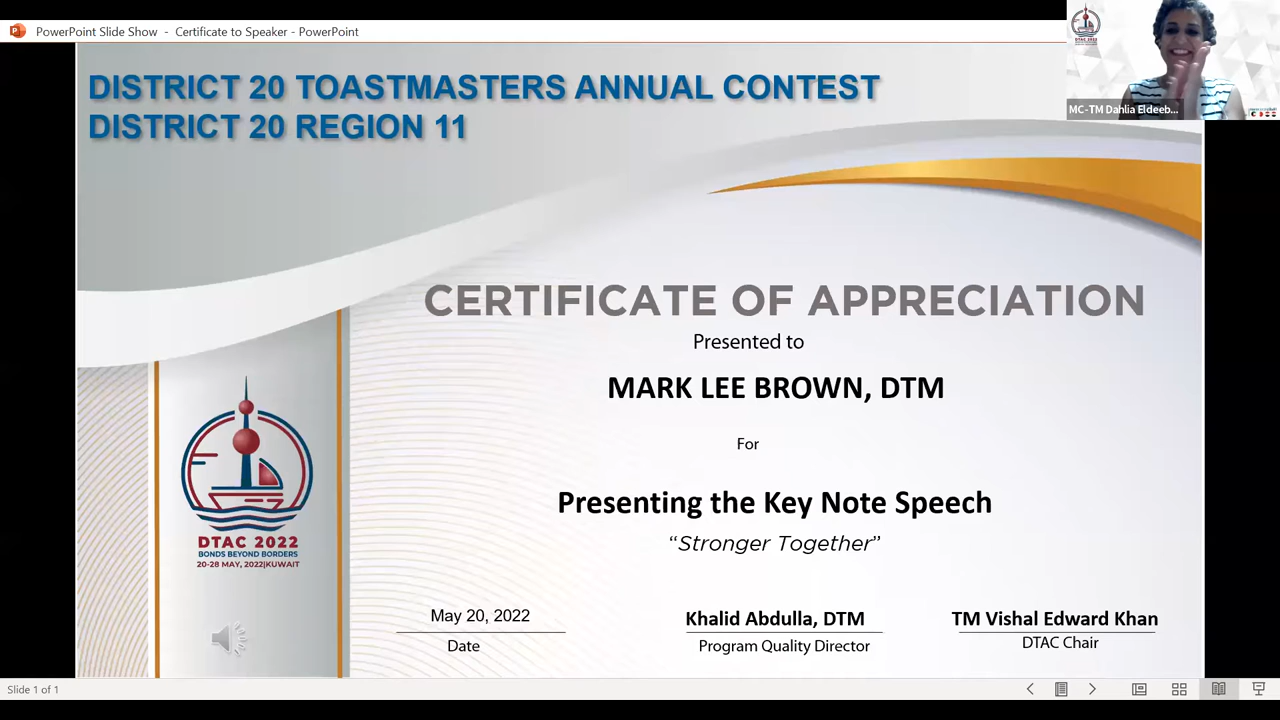 PowerPoint Slide Show - Certificate to Speaker - PowerPoint
DTAC 2022
MC-TM Dahlia Eldeeb...
DISTRICT 20 TOASTMASTERS ANNUAL CONTEST
DISTRICT 20 REGION 11
CERTIFICATE OF APPRECIATION
Presented to
MARK LEE BROWN, DTM
For
Presenting the Key Note Speech
“Stronger Together”
DTAC 2022
BONDS BEYOND BORDERS
20-28 MAY, 2022|KUWAIT
May 20, 2022
Date
Khalid Abdulla, DTM
Program Quality Director
TM Vishal Edward Khan
DTAC Chair
Slide 1 of 1